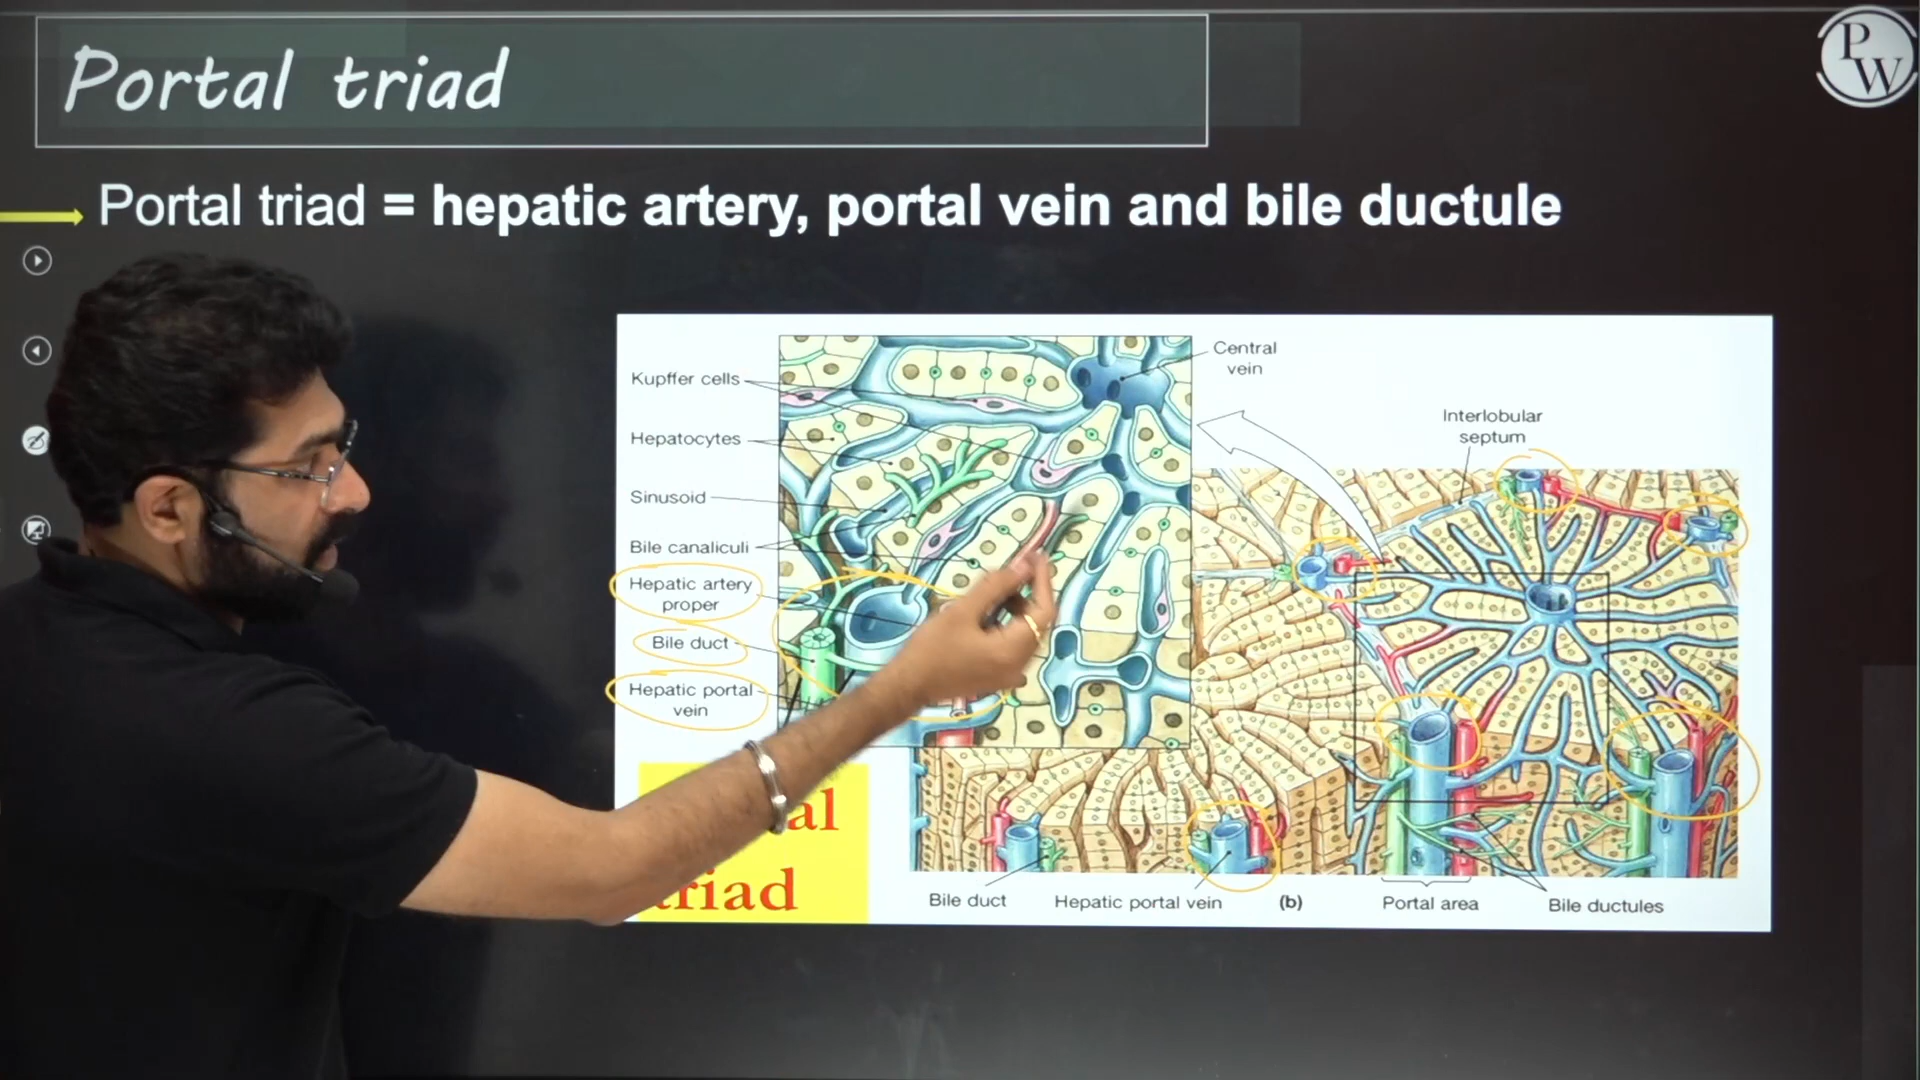 Portal triad
PW
Portal triad = hepatic artery, portal vein and bile ductule
Kupffer cells
Hepatocytes
Sinusoid
Bile canaliculi
Hepatic artery
proper
Bile duct
Hepatic portal
vein
Central
vein
Interlobular
septum
triad
Bile duct
Hepatic portal vein
(b)
Portal area
Bile ductules